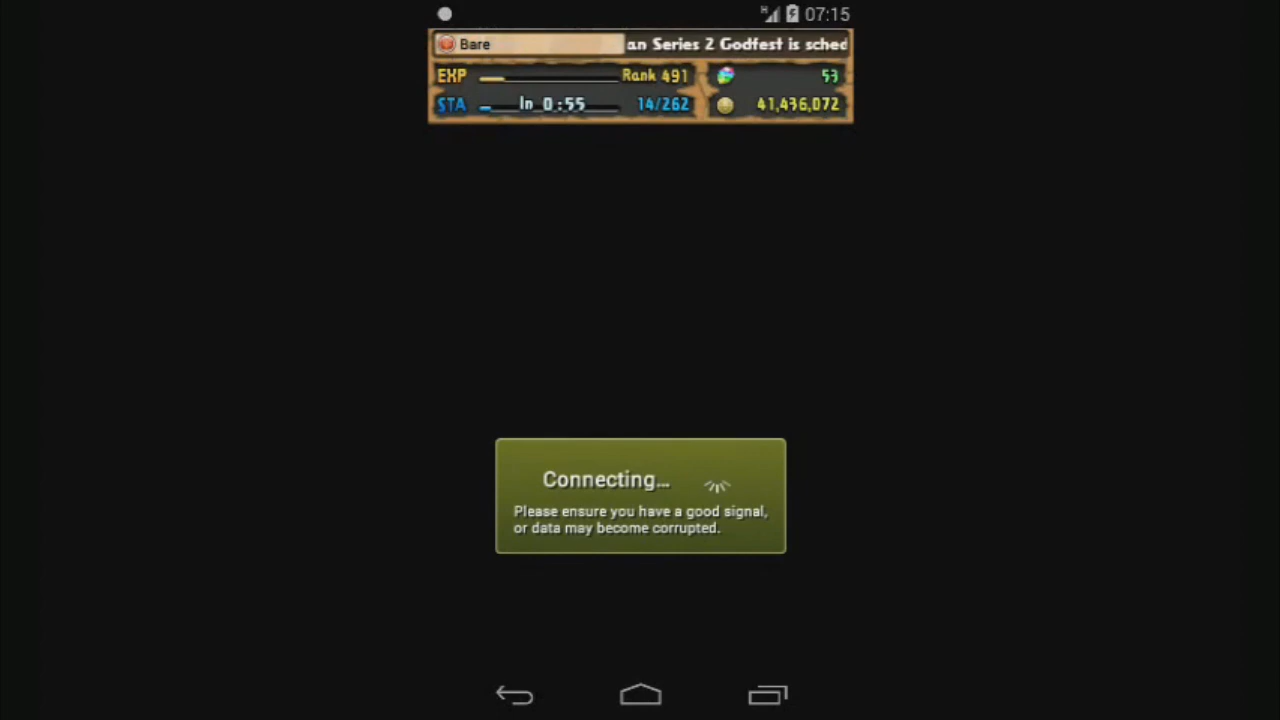 07:15
Bare
an Series 2 Godfest is sched
EXP Rank 491 53
STA In 0:55 14/262 41,436,072
Connecting...
Please ensure you have a good signal,
or data may become corrupted.